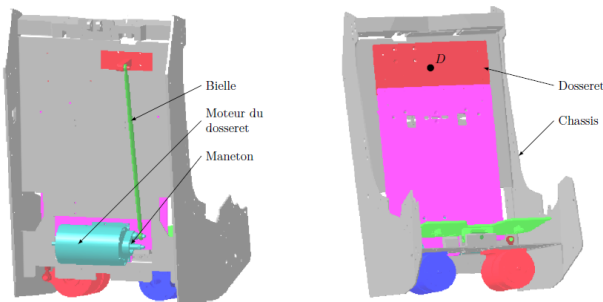 Bielle
Moteur du
dosseret
Maneton
D
Dosseret
Chassis